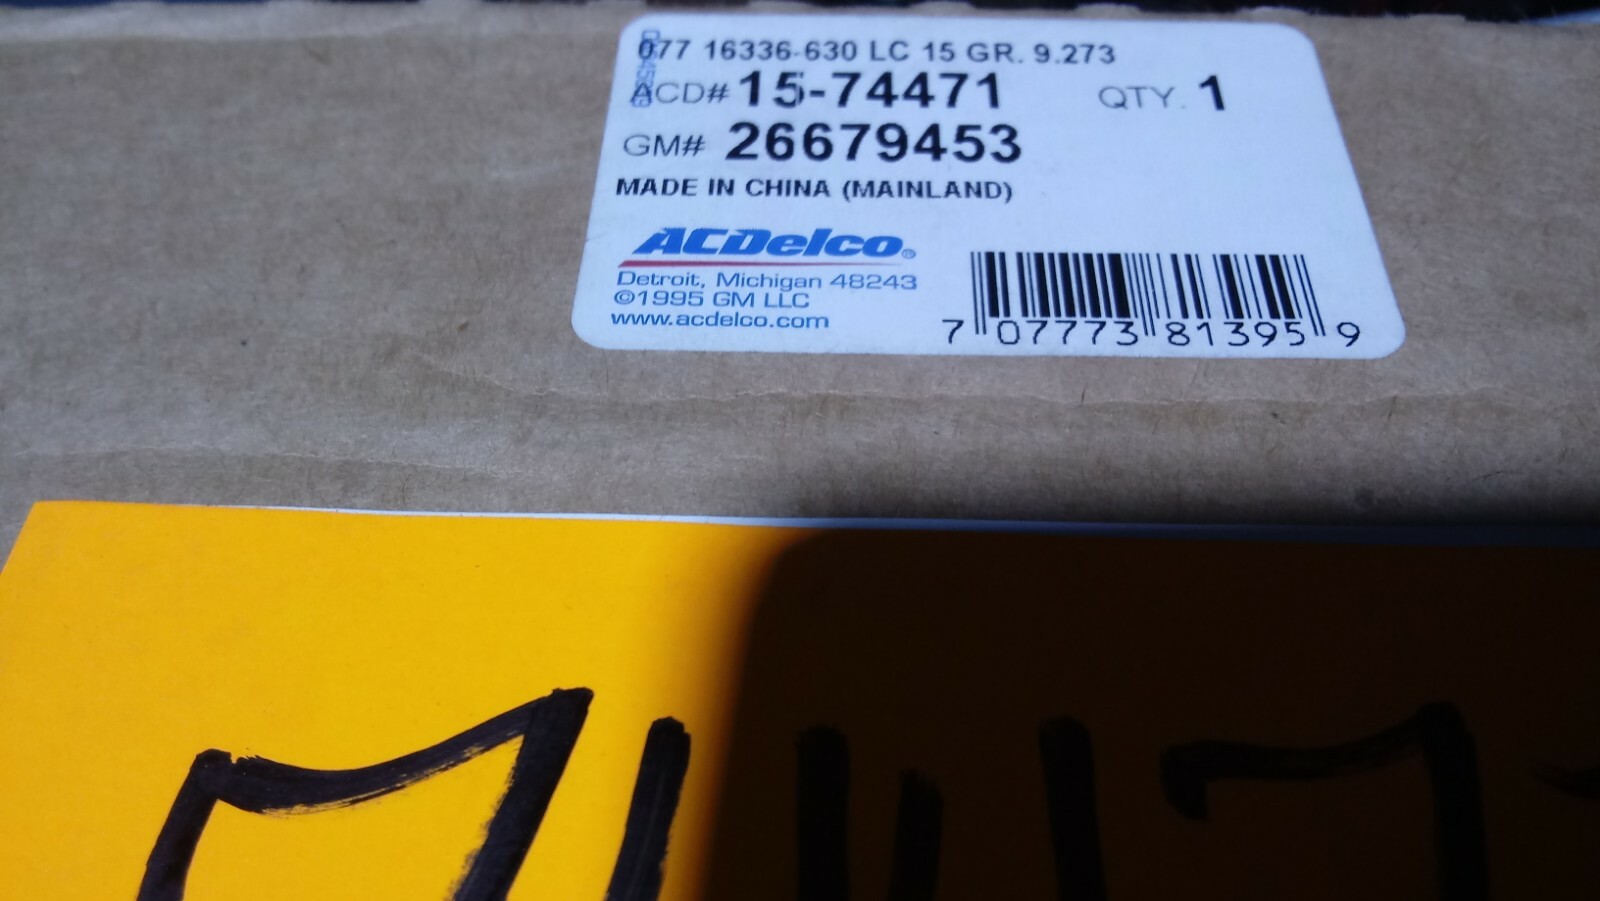 077 16336-630 LC 15 GR. 9.273
ACD# 15-74471 QTY. 1
GM# 26679453
MADE IN CHINA (MAINLAND)
ACDelco®
Detroit, Michigan 48243
©1995 GM LLC
www.acdelco.com
7 07773 81395 9